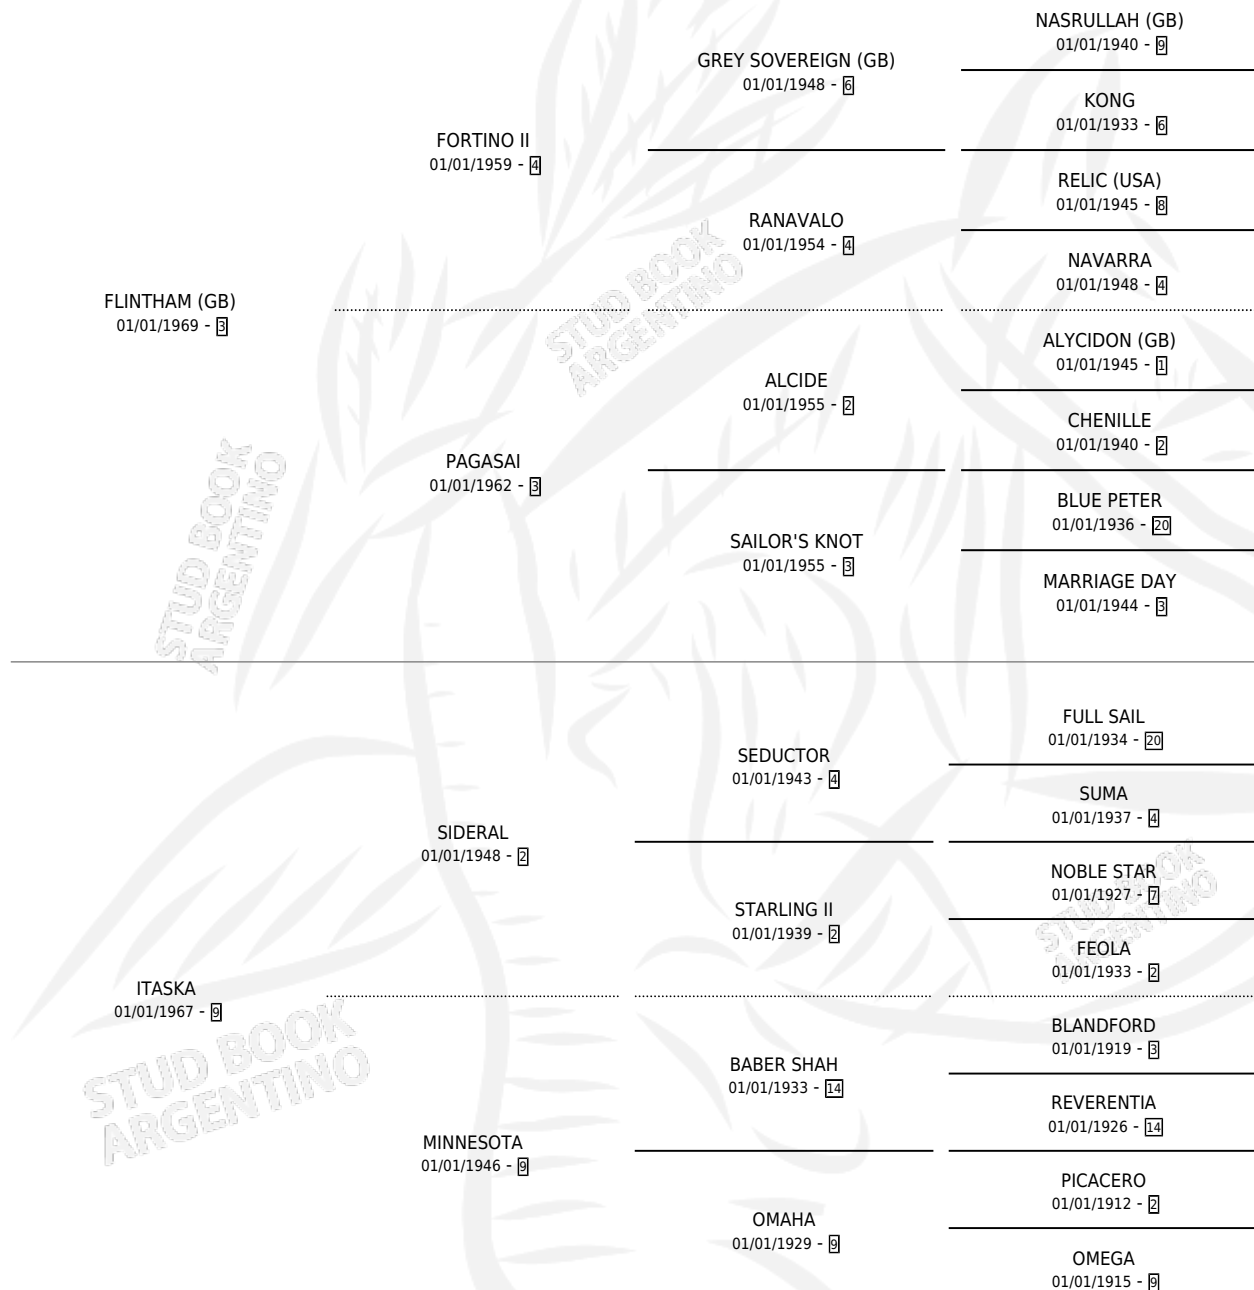 FLINTHAM (GB)
01/01/1969 - 3
FORTINO II
01/01/1959 - 4
PAGASAI
01/01/1962 - 3
GREY SOVEREIGN (GB)
01/01/1948 - 6
RANAVALO
01/01/1954 - 4
ALCIDE
01/01/1955 - 2
SAILOR'S KNOT
01/01/1955 - 3
NASRULLAH (GB)
01/01/1940 - 9
KONG
01/01/1933 - 6
RELIC (USA)
01/01/1945 - 8
NAVARRA
01/01/1948 - 4
ALYCIDON (GB)
01/01/1945 - 1
CHENILLE
01/01/1940 - 2
BLUE PETER
01/01/1936 - 20
MARRIAGE DAY
01/01/1944 - 3
ITASKA
01/01/1967 - 9
SIDERAL
01/01/1948 - 2
MINNESOTA
01/01/1946 - 9
SEDUCTOR
01/01/1943 - 4
STARLING II
01/01/1939 - 2
BABER SHAH
01/01/1933 - 14
OMAHA
01/01/1929 - 9
FULL SAIL
01/01/1934 - 20
SUMA
01/01/1937 - 4
NOBLE STAR
01/01/1927 - 7
FEOLA
01/01/1933 - 2
BLANDFORD
01/01/1919 - 3
REVERENTIA
01/01/1926 - 14
PICACERO
01/01/1912 - 2
OMEGA
01/01/1915 - 9
STUD BOOK
ARGENTINO
STUD BOOK
ARGENTINO
STUD BOOK
ARGENTINO
STUD BOOK
ARGENTINO